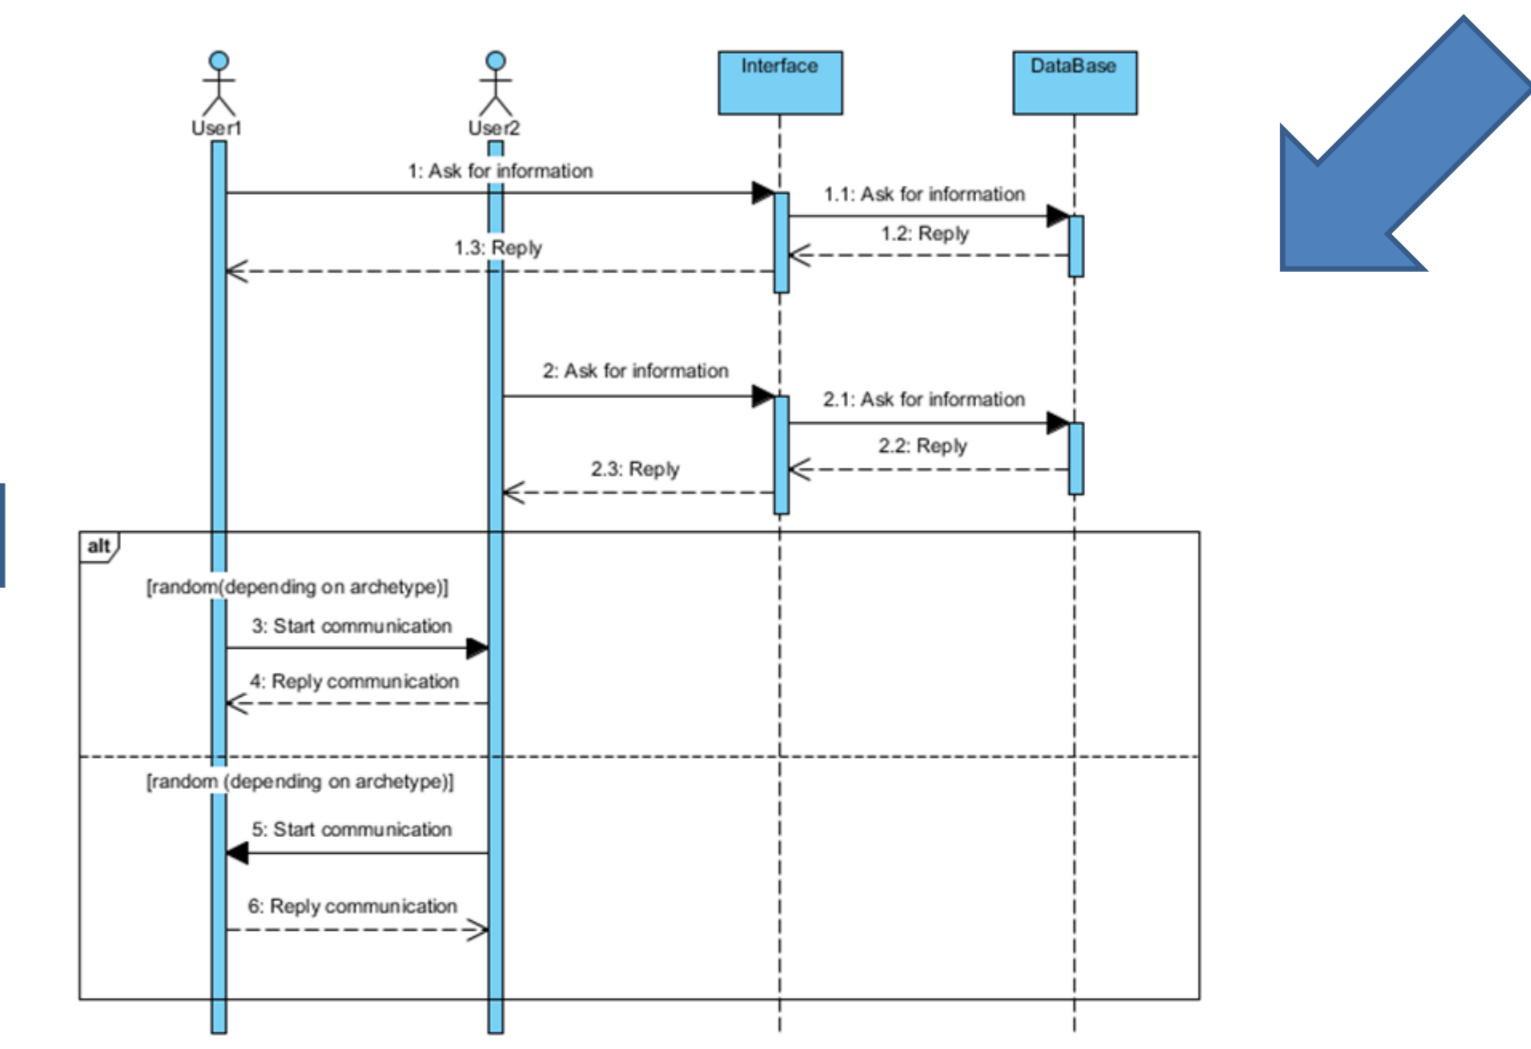 User1
User2
Interface
DataBase
1: Ask for information
1.1: Ask for information
1.2: Reply
1.3: Reply
2: Ask for information
2.1: Ask for information
2.2: Reply
2.3: Reply
alt
[random(depending on archetype)]
3: Start communication
4: Reply communication
[random (depending on archetype)]
5: Start communication
6: Reply communication